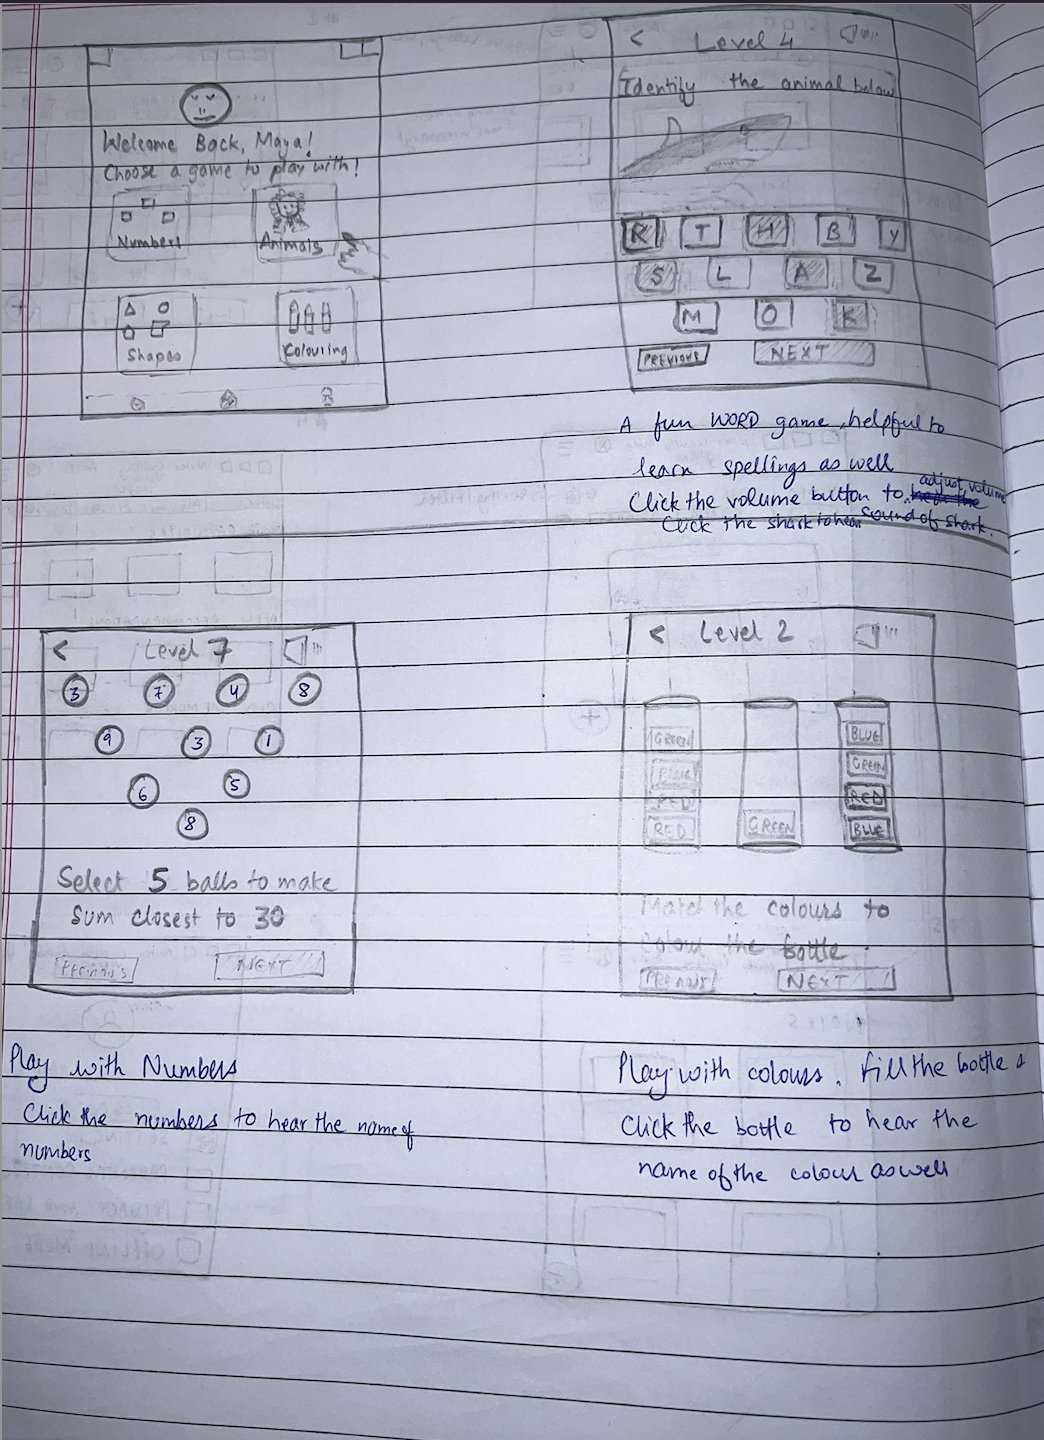 Welcome Back, Maya!
Choose a game to play with!
Numbers
Animals
Shapes
Colouring
< Level 4
Identify the animal below
R T H B Y
S L A Z
M O K
PREVIOUS NEXT
A fun WORD game, helpful to
learn spellings as well
Click the volume button to adjust volume
Click the shark to hear sound of shark.
< Level 7
3 7 4 8
9 3 1
6 5
8
Select 5 balls to make
Sum closest to 30
PREVIOUS NEXT
Play with Numbers
Click the numbers to hear the name of
numbers
< Level 2
GREEN
BLUE
RED
RED
GREEN
BLUE
GREEN
RED
BLUE
Match the colours to
colour the bottle.
NEXT
Play with colours. fill the bottles
Click the bottle to hear the
name of the colour as well